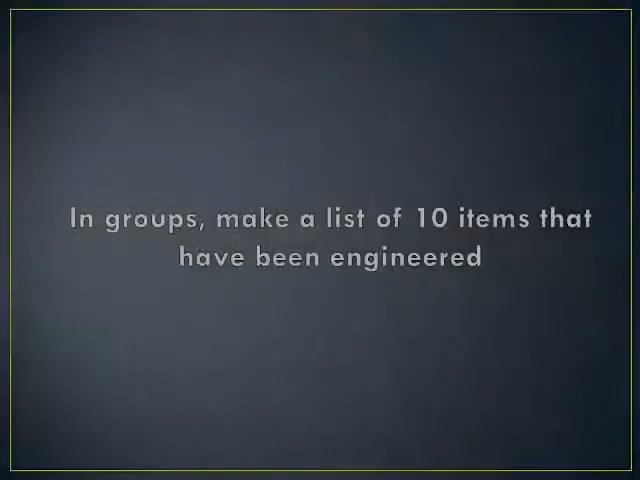 In groups, make a list of 10 items that
have been engineered